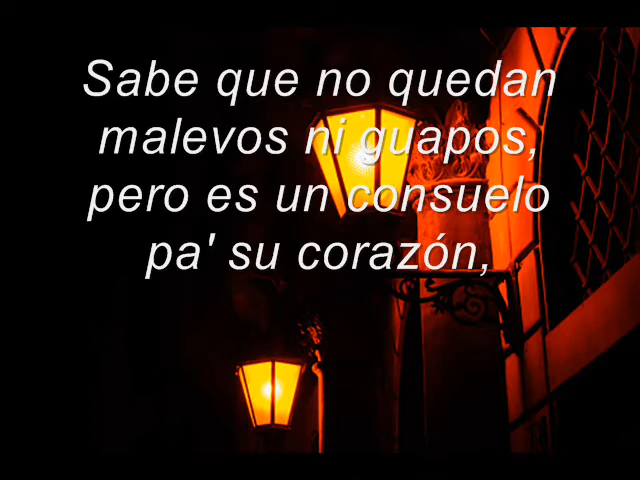 Sabe que no quedan
malevos ni guapos,
pero es un consuelo
pa' su corazón,